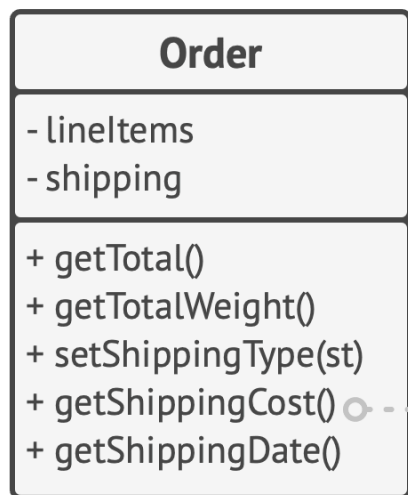 Order
- lineItems
- shipping
+ getTotal()
+ getTotalWeight()
+ setShippingType(st)
+ getShippingCost()
+ getShippingDate()